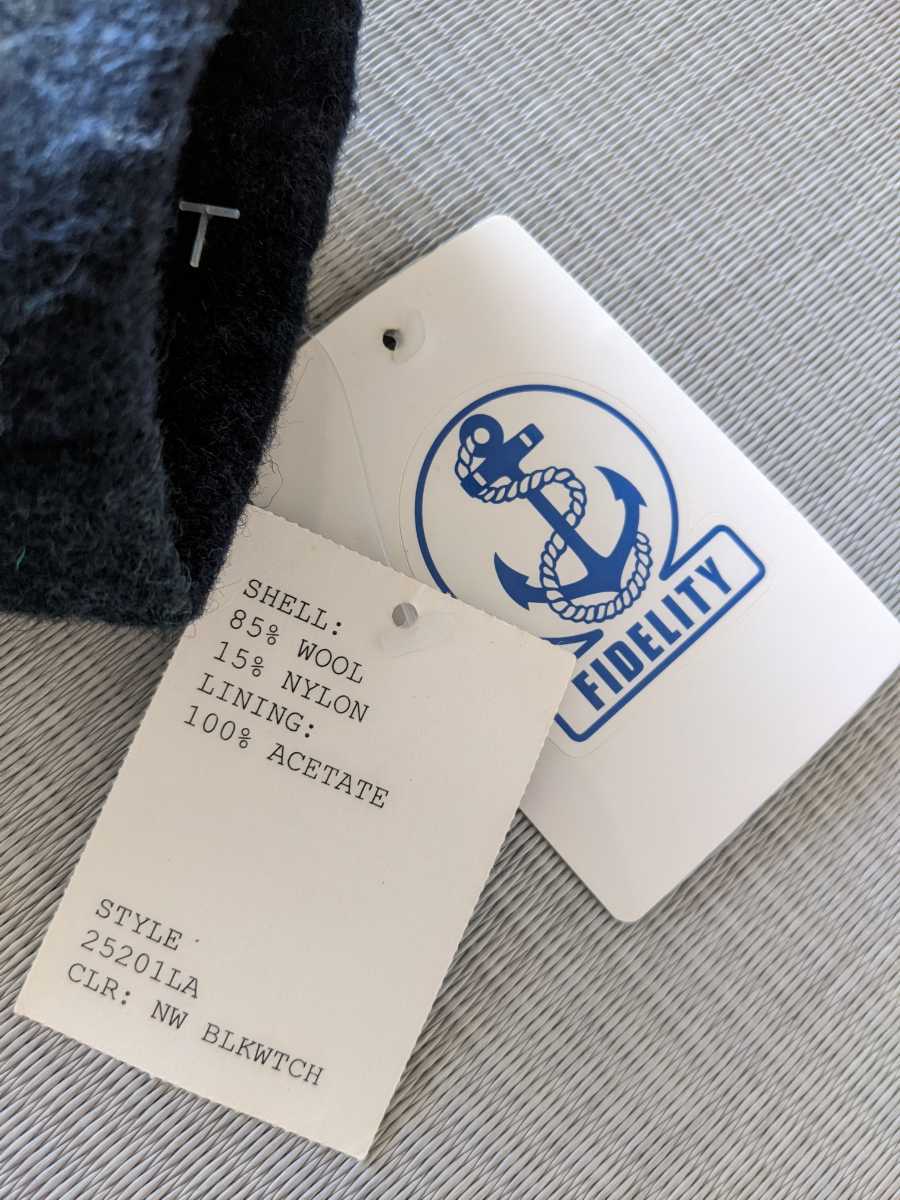 FIDELITY
SHELL:
85% WOOL
15% NYLON
LINING:
100% ACETATE
STYLE
25201LA
CLR: NW BLKWTCH